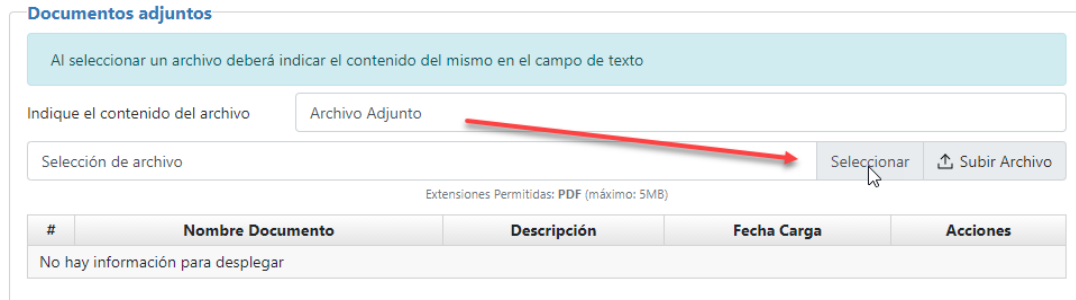 Documentos adjuntos
Al seleccionar un archivo deberá indicar el contenido del mismo en el campo de texto
Indique el contenido del archivo Archivo Adjunto
Selección de archivo Seleccionar Subir Archivo
Extensiones Permitidas: PDF (máximo: 5MB)
# Nombre Documento Descripción Fecha Carga Acciones
No hay información para desplegar